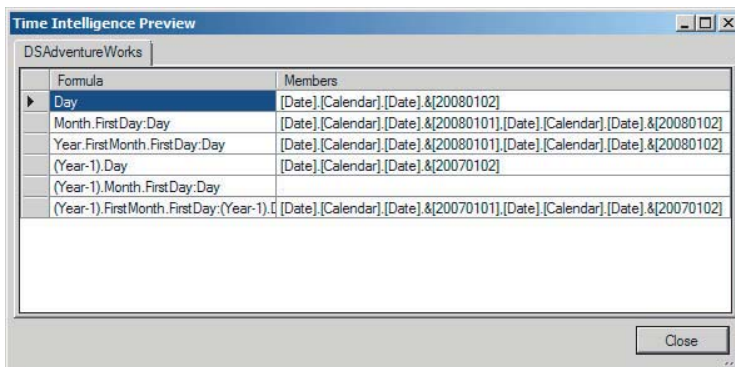 Time Intelligence Preview
DSAdventureWorks
Formula Members
Day [Date].[Calendar].[Date].&[20080102]
Month.FirstDay:Day [Date].[Calendar].[Date].&[20080101],[Date].[Calendar].[Date].&[20080102]
Year.FirstMonth.FirstDay:Day [Date].[Calendar].[Date].&[20080101],[Date].[Calendar].[Date].&[20080102]
(Year-1).Day [Date].[Calendar].[Date].&[20070102]
(Year-1).Month.FirstDay:Day
(Year-1).FirstMonth.FirstDay:(Year-1).D [Date].[Calendar].[Date].&[20070101],[Date].[Calendar].[Date].&[20070102]
Close